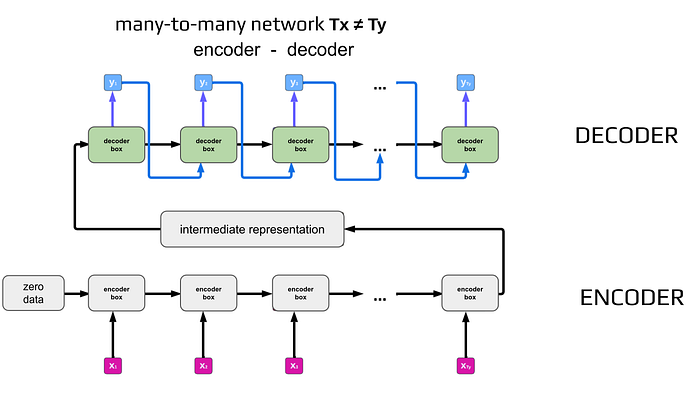 many-to-many network Tx ≠ Ty
encoder - decoder
y₁
y₂
y₃
...
yTy
decoder
box
decoder
box
decoder
box
...
decoder
box
DECODER
intermediate representation
zero
data
encoder
box
encoder
box
encoder
box
...
encoder
box
ENCODER
x₁
x₂
x₃
xTy